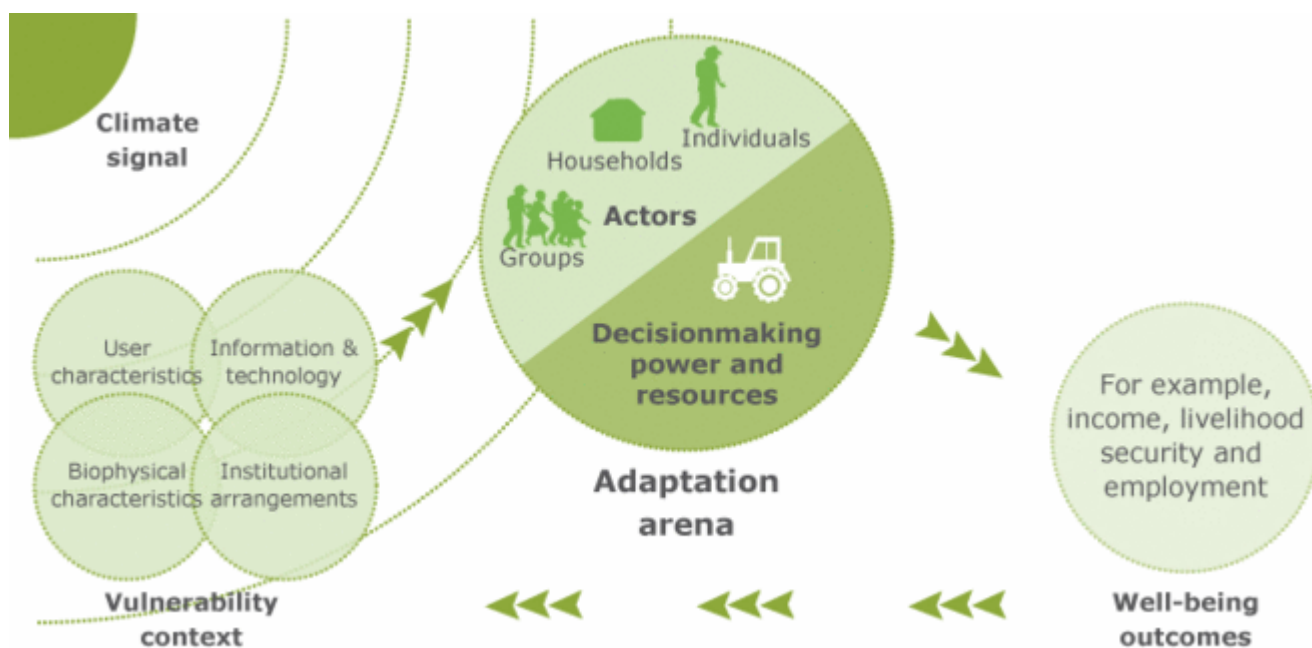 Climate
signal
User
characteristics
Information &
technology
Biophysical
characteristics
Institutional
arrangements
Vulnerability
context
Individuals
Households
Actors
Groups
Decisionmaking
power and
resources
Adaptation
arena
For example,
income, livelihood
security and
employment
Well-being
outcomes